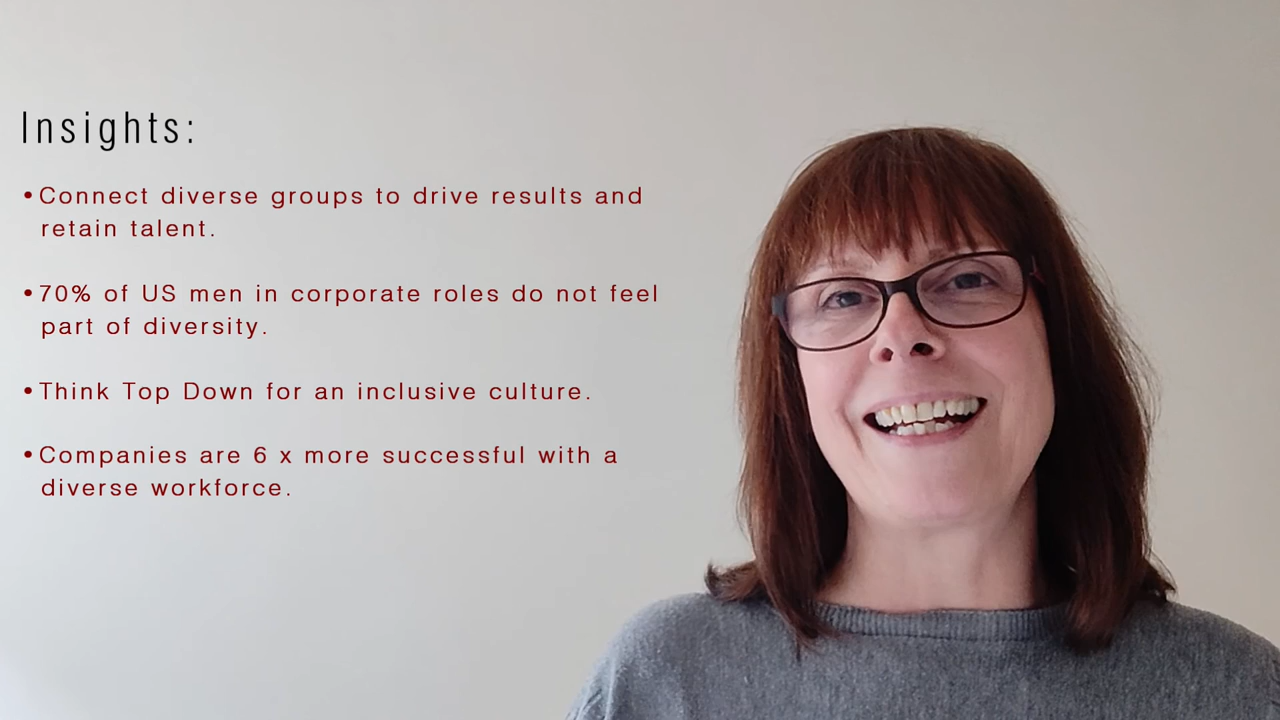 Insights:
•Connect diverse groups to drive results and
retain talent.
•70% of US men in corporate roles do not feel
part of diversity.
•Think Top Down for an inclusive culture.
•Companies are 6 x more successful with a
diverse workforce.